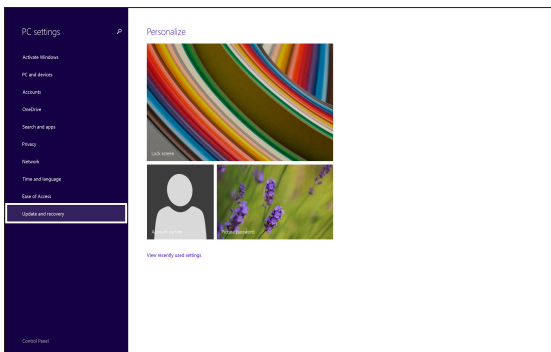 PC settings
Personalize
Activate Windows
PC and devices
Accounts
OneDrive
Search and apps
Privacy
Network
Time and language
Ease of Access
Update and recovery
Control Panel
Lock screen
Account picture
Picture password
View recently used settings